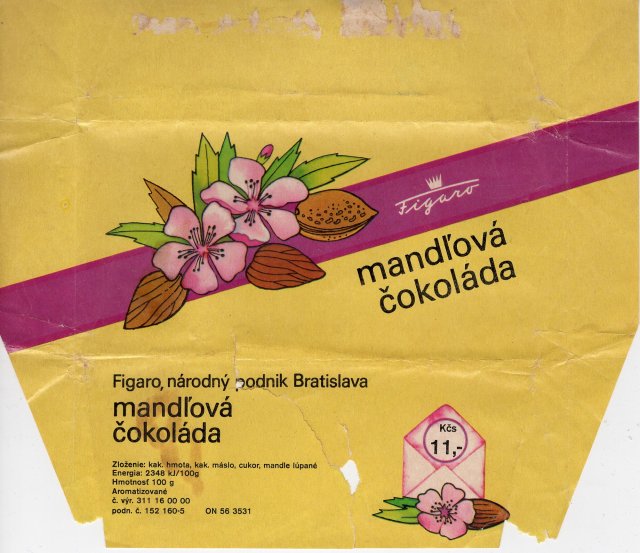 Figaro
mandľová
čokoláda
Figaro, národný podnik Bratislava
mandľová
čokoláda
Zloženie: kak. hmota, kak. máslo, cukor, mandle lúpané
Energia: 2348 kJ/100g
Hmotnosť 100 g
Aromatizované
č. výr. 311 16 00 00
podn. č. 152 160-5 ON 56 3531
Kčs
11,-